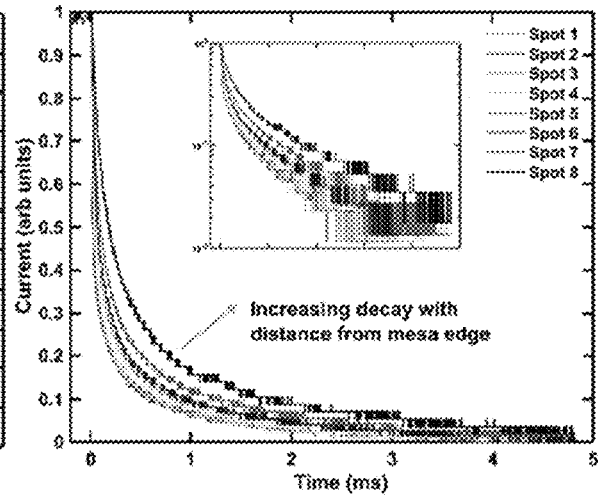 1
0.9
0.8
0.7
0.6
0.5
0.4
0.3
0.2
0.1
0
Current (arb units)
Spot 1
Spot 2
Spot 3
Spot 4
Spot 5
Spot 6
Spot 7
Spot 8
Increasing decay with
distance from mesa edge
0 1 2 3 4 5
Time (ms)